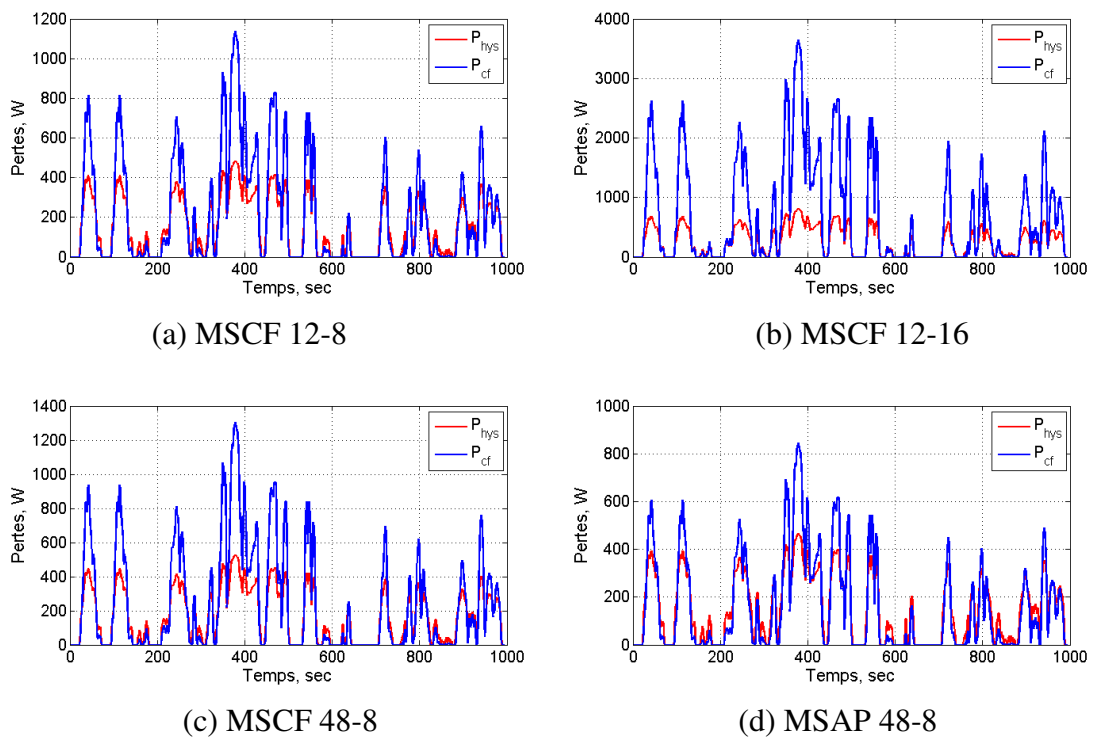 1200
1000
800
600
400
200
0
Pertes, W
P_hys
P_cf
0 200 400 600 800 1000
Temps, sec
(a) MSCF 12-8
4000
3000
2000
1000
0
Pertes, W
P_hys
P_cf
0 200 400 600 800 1000
Temps, sec
(b) MSCF 12-16
1400
1200
1000
800
600
400
200
0
Pertes, W
P_hys
P_cf
0 200 400 600 800 1000
Temps, sec
(c) MSCF 48-8
1000
800
600
400
200
0
Pertes, W
P_hys
P_cf
0 200 400 600 800 1000
Temps, sec
(d) MSAP 48-8